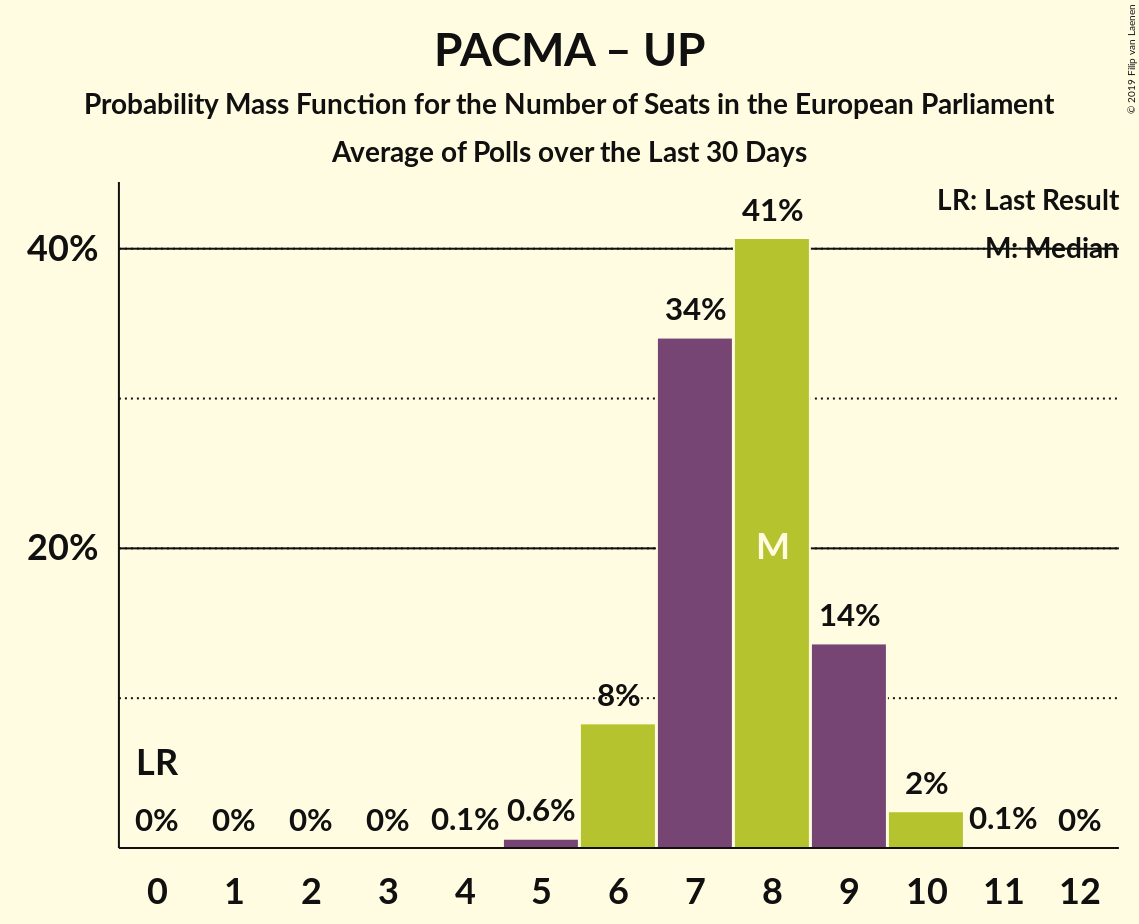 PACMA – UP
Probability Mass Function for the Number of Seats in the European Parliament
Average of Polls over the Last 30 Days
© 2019 Filip van Laenen
LR: Last Result
M: Median
40%
20%
41%
34%
M
14%
8%
2%
LR
0% 0% 0% 0% 0.1% 0.6% 0.1% 0%
0 1 2 3 4 5 6 7 8 9 10 11 12